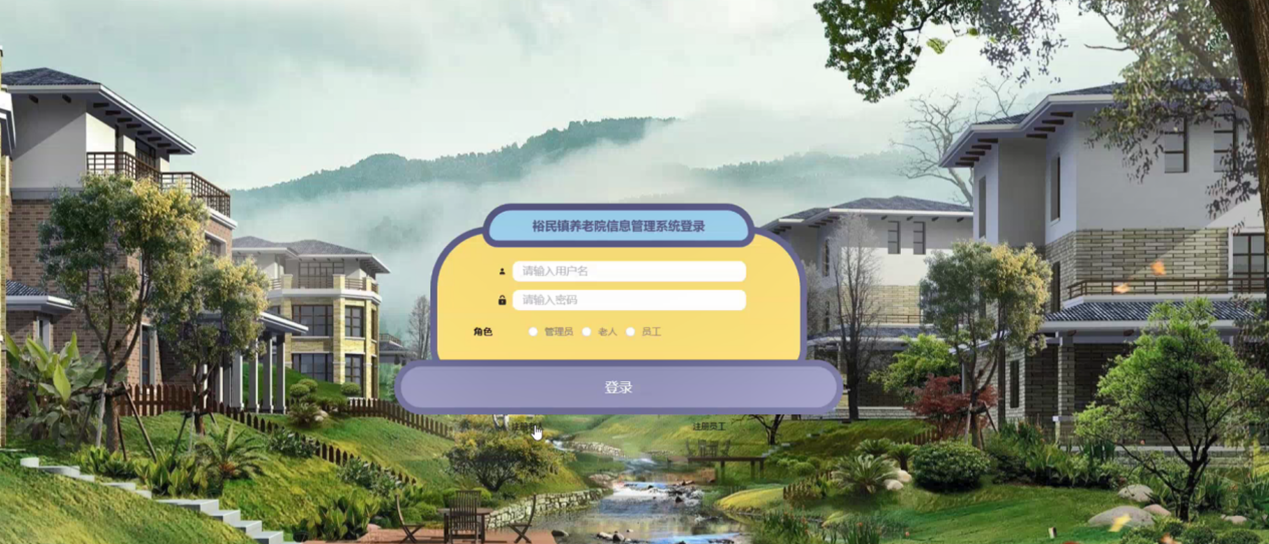 裕民镇养老院信息管理系统登录
请输入用户名
请输入密码
角色 管理员 老人 员工
登录
注册 注册员工